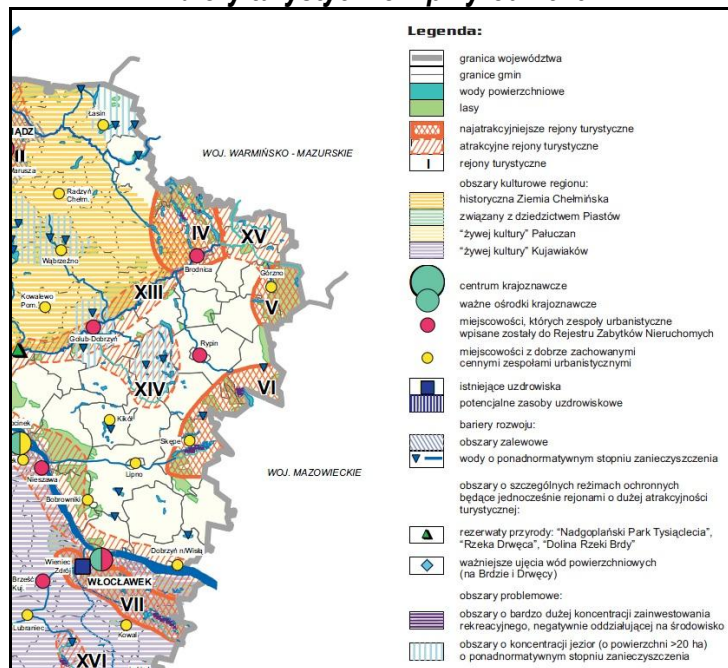 Legenda:
granica województwa
granice gmin
wody powierzchniowe
lasy
najatrakcyjniejsze rejony turystyczne
atrakcyjne rejony turystyczne
I rejony turystyczne
obszary kulturowe regionu:
historyczna Ziemia Chełmińska
związany z dziedzictwem Piastów
"żywej kultury" Pałuczan
"żywej kultury" Kujawiaków
centrum krajoznawcze
ważne ośrodki krajoznawcze
miejscowości, których zespoły urbanistyczne
wpisane zostały do Rejestru Zabytków Nieruchomych
miejscowości z dobrze zachowanymi
cennymi zespołami urbanistycznymi
istniejące uzdrowiska
potencjalne zasoby uzdrowiskowe
bariery rozwoju:
obszary zalewowe
wody o ponadnormatywnym stopniu zanieczyszczenia
obszary o szczególnych reżimach ochronnych
będące jednocześnie rejonami o dużej atrakcyjności
turystycznej:
rezerwaty przyrody: "Nadgoplański Park Tysiąclecia",
"Rzeka Drwęca", "Dolina Rzeki Brdy"
ważniejsze ujęcia wód powierzchniowych
(na Brdzie i Drwęcy)
obszary problemowe:
obszary o bardzo dużej koncentracji zainwestowania
rekreacyjnego, negatywnie oddziałującej na środowisko
obszary o koncentracji jezior (o powierzchni >20 ha)
o ponadnormatywnym stopniu zanieczyszczenia
Łasin
WOJ. WARMIŃSKO - MAZURSKIE
II
Radzyń
Chełm.
IV
XV
Wąbrzeźno
Brodnica
Górzno
XIII
V
Kowalewo
Pom.
Golub-Dobrzyń
Rypin
XIV
VI
Kikół
Skępe
Lipno
WOJ. MAZOWIECKIE
Nieszawa
Bobrowniki
Dobrzyń n/Wisłą
Wieniec
Zdrój
WŁOCŁAWEK
Brześć
Kuj.
VII
Lubraniec
Kowal
XVI